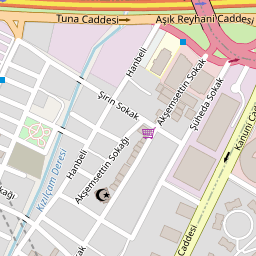 Tuna Caddesi
Aşık Reyhani Caddesi
Hanbeli
Şirin Sokak
Akşemsettin Sokak
Şüheda Sokak
Kanuni
Akşemsettin Sokağı
Hanbeli
Kızılçam Deresi
Caddesi